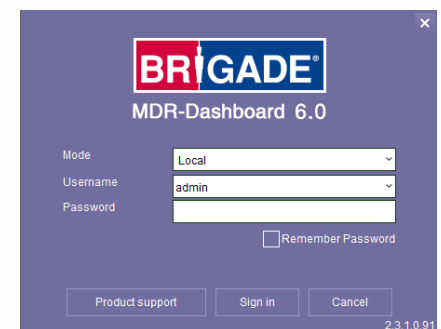 BRIGADE®
MDR-Dashboard 6.0
Mode
Local
Username
admin
Password
Remember Password
Product support
Sign in
Cancel
2.3.1.0.91